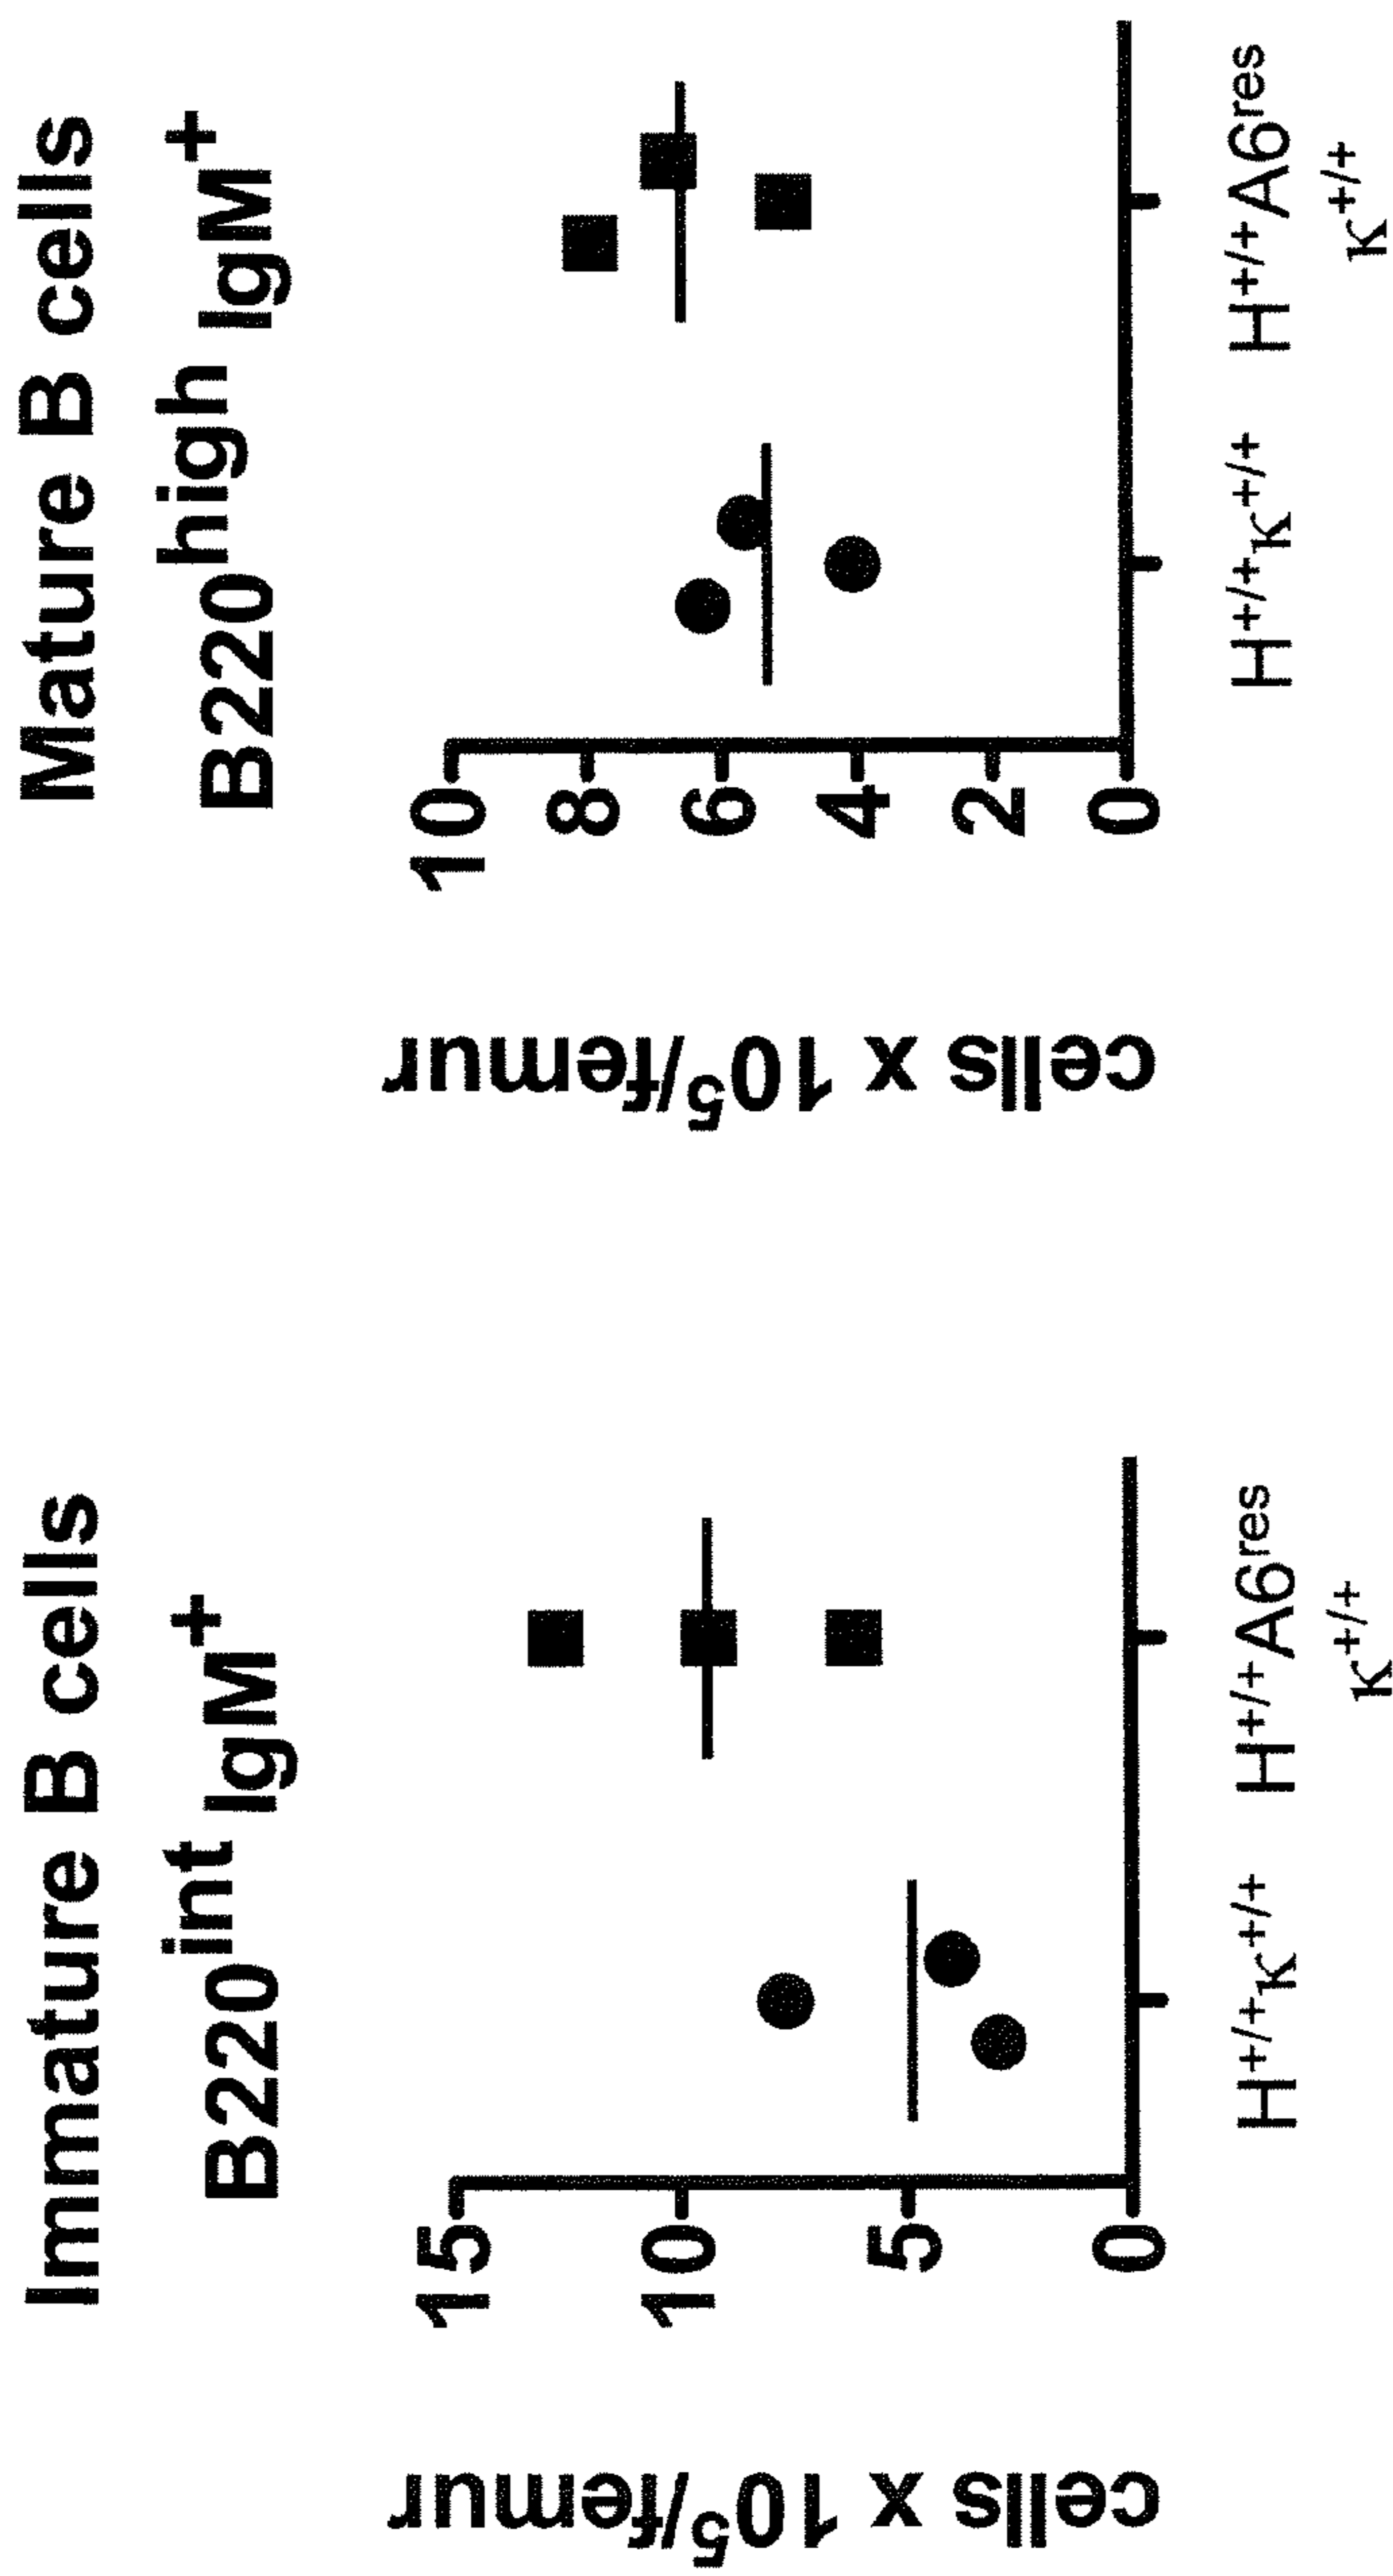 Immature B cells
B220ⁱⁿᵗ IgM⁺
cells x 10⁵/femur
15
10
5
0
H⁺/⁺κ⁺/⁺
H⁺/⁺A6ʳᵉˢ
κ⁺/⁺
Mature B cells
B220ʰⁱᵍʰ IgM⁺
cells x 10⁵/femur
10
8
6
4
2
0
H⁺/⁺κ⁺/⁺
H⁺/⁺A6ʳᵉˢ
κ⁺/⁺